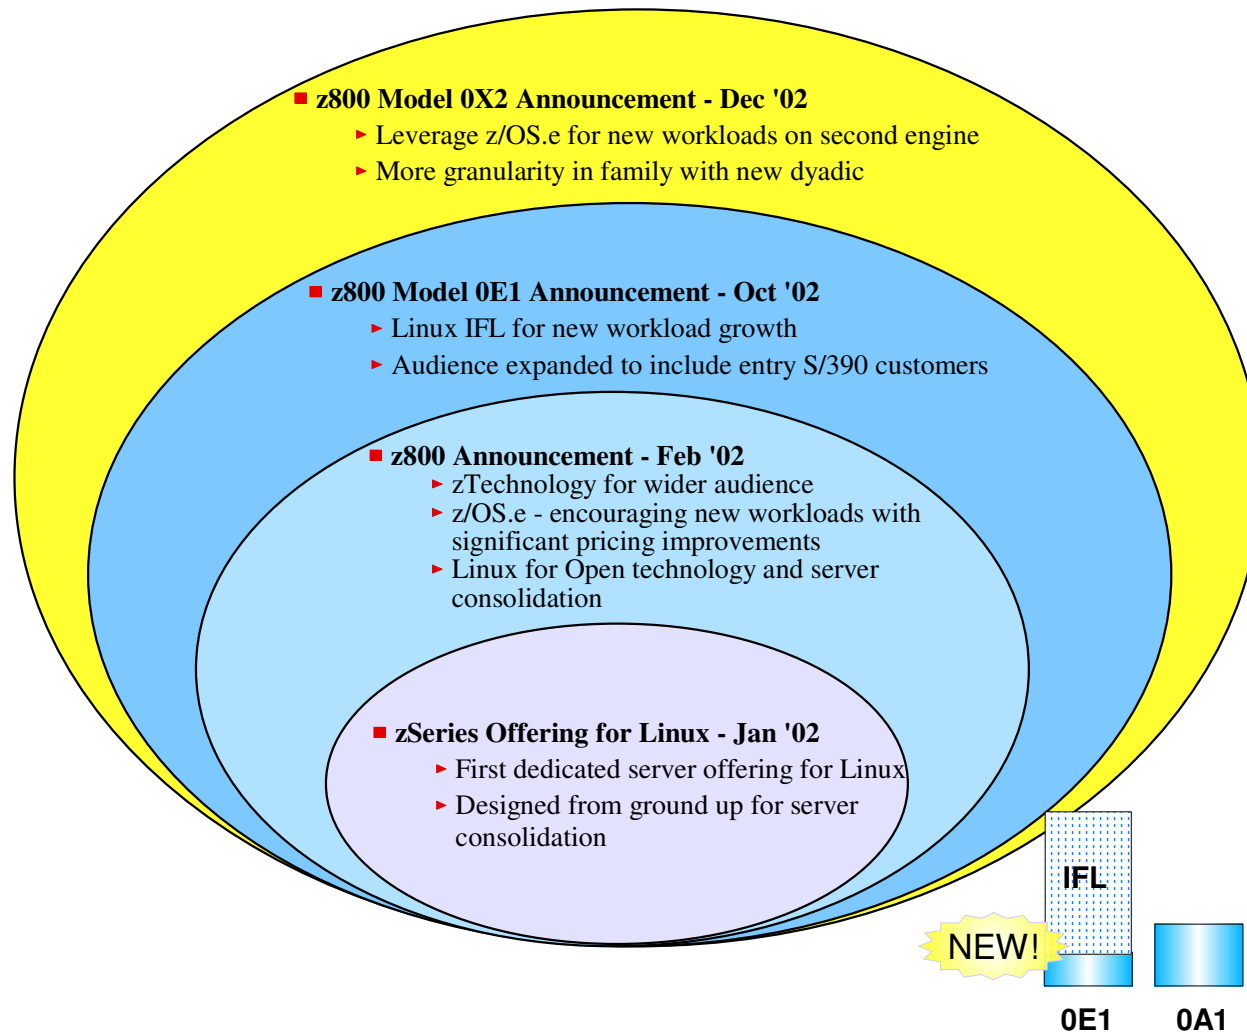 z800 Model 0X2 Announcement - Dec '02
Leverage z/OS.e for new workloads on second engine
More granularity in family with new dyadic
z800 Model 0E1 Announcement - Oct '02
Linux IFL for new workload growth
Audience expanded to include entry S/390 customers
z800 Announcement - Feb '02
zTechnology for wider audience
z/OS.e - encouraging new workloads with
significant pricing improvements
Linux for Open technology and server
consolidation
zSeries Offering for Linux - Jan '02
First dedicated server offering for Linux
Designed from ground up for server
consolidation
IFL
NEW!
0E1
0A1